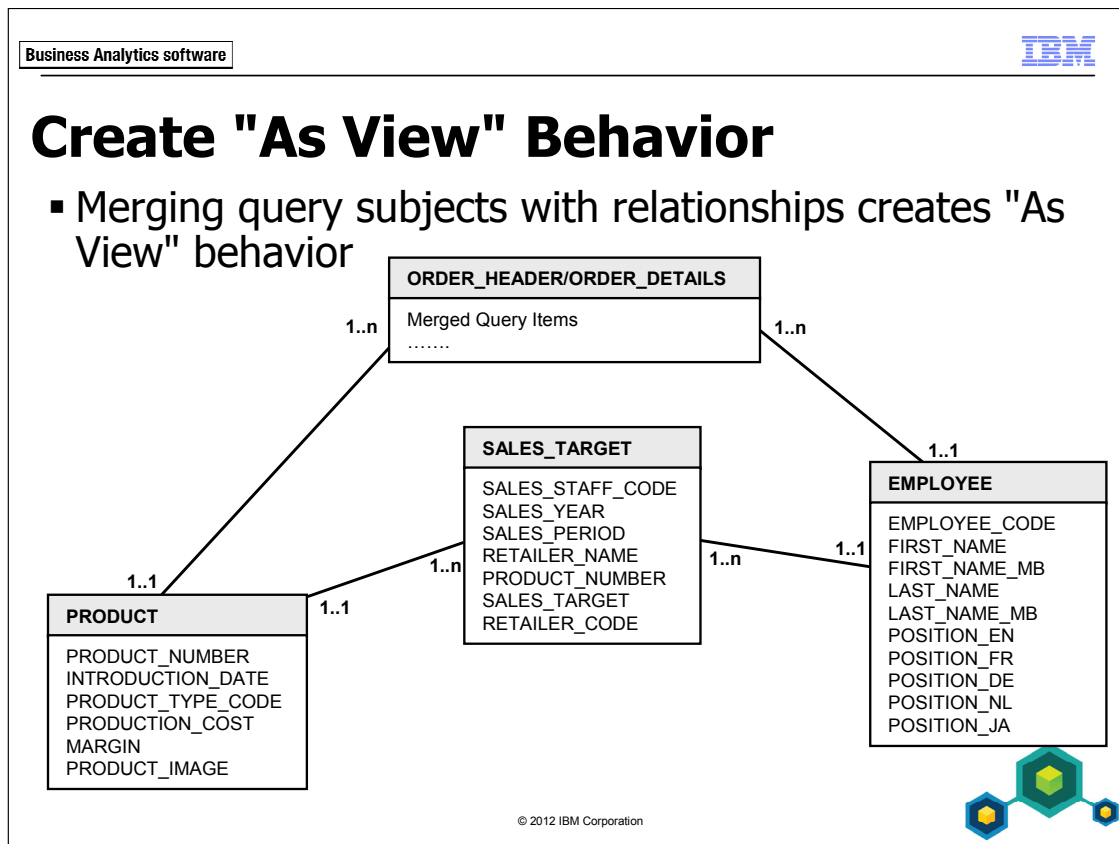 Business Analytics software
IBM
Create "As View" Behavior
▪ Merging query subjects with relationships creates "As
View" behavior
ORDER_HEADER/ORDER_DETAILS
Merged Query Items
.......
1..n
1..n
SALES_TARGET
SALES_STAFF_CODE
SALES_YEAR
SALES_PERIOD
RETAILER_NAME
PRODUCT_NUMBER
SALES_TARGET
RETAILER_CODE
1..1
EMPLOYEE
EMPLOYEE_CODE
FIRST_NAME
FIRST_NAME_MB
LAST_NAME
LAST_NAME_MB
POSITION_EN
POSITION_FR
POSITION_DE
POSITION_NL
POSITION_JA
1..n
1..n
1..1
1..1
1..1
PRODUCT
PRODUCT_NUMBER
INTRODUCTION_DATE
PRODUCT_TYPE_CODE
PRODUCTION_COST
MARGIN
PRODUCT_IMAGE
© 2012 IBM Corporation